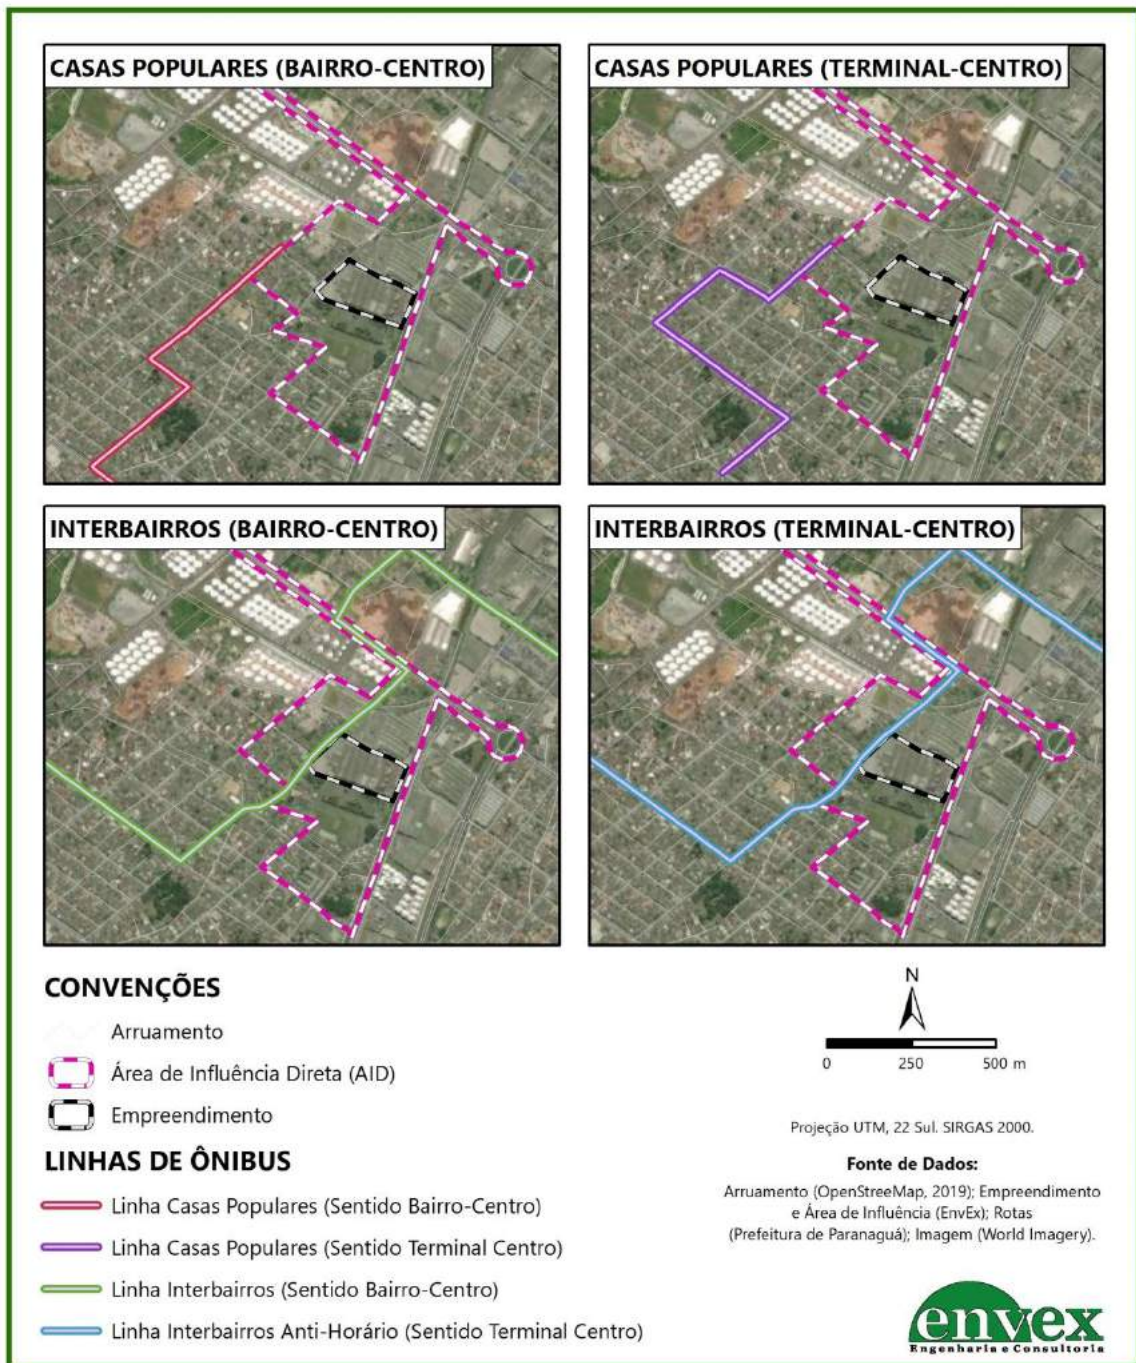 CASAS POPULARES (BAIRRO-CENTRO)
CASAS POPULARES (TERMINAL-CENTRO)
INTERBAIRROS (BAIRRO-CENTRO)
INTERBAIRROS (TERMINAL-CENTRO)
CONVENÇÕES
Arruamento
Área de Influência Direta (AID)
Empreendimento
LINHAS DE ÔNIBUS
Linha Casas Populares (Sentido Bairro-Centro)
Linha Casas Populares (Sentido Terminal Centro)
Linha Interbairros (Sentido Bairro-Centro)
Linha Interbairros Anti-Horário (Sentido Terminal Centro)
N
0 250 500 m
Projeção UTM, 22 Sul. SIRGAS 2000.
Fonte de Dados:
Arruamento (OpenStreeMap, 2019); Empreendimento
e Área de Influência (EnvEx); Rotas
(Prefeitura de Paranaguá); Imagem (World Imagery).
envex
Engenharia e Consultoria